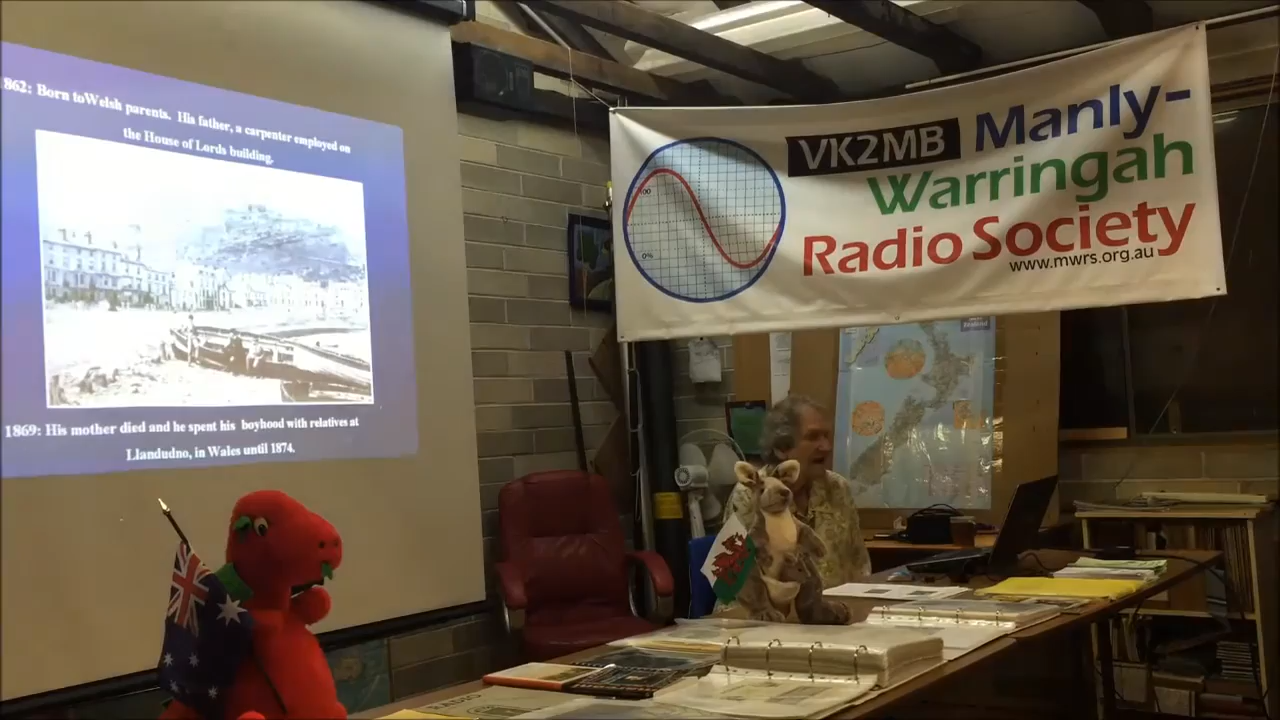 862: Born toWelsh parents. His father, a carpenter employed on
the House of Lords building.
1869: His mother died and he spent his boyhood with relatives at
Llandudno, in Wales until 1874.
VK2MB Manly-
Warringah
Radio Society
www.mwrs.org.au
0%
RADIO